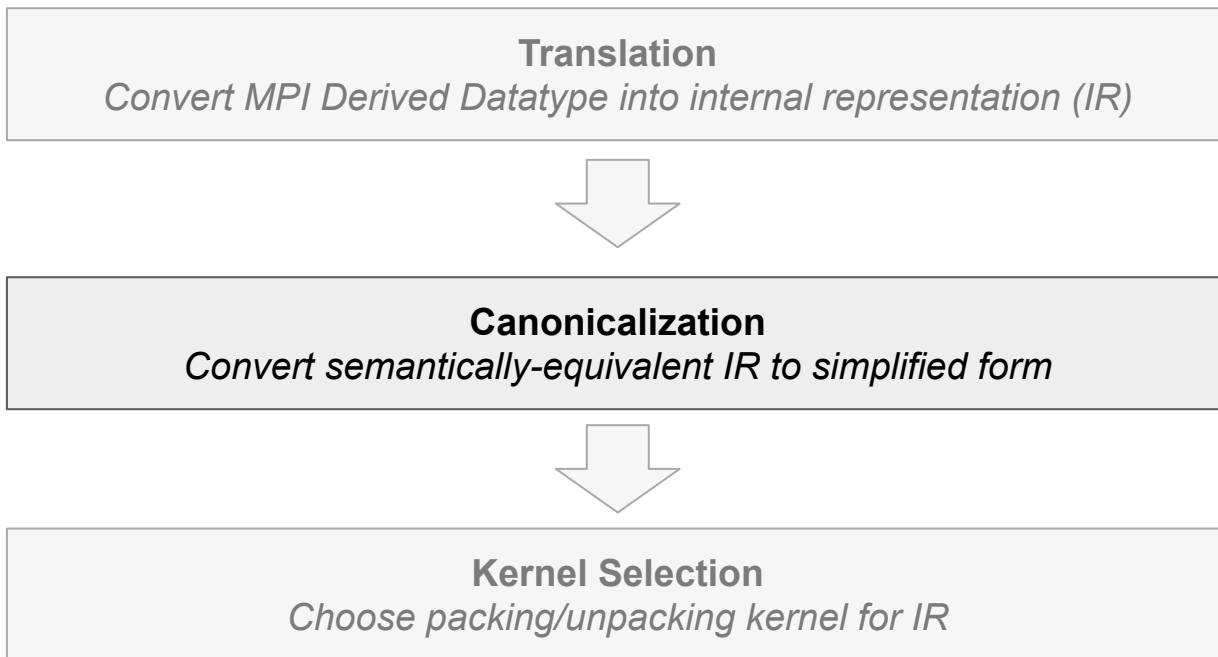 Translation
Convert MPI Derived Datatype into internal representation (IR)
Canonicalization
Convert semantically-equivalent IR to simplified form
Kernel Selection
Choose packing/unpacking kernel for IR